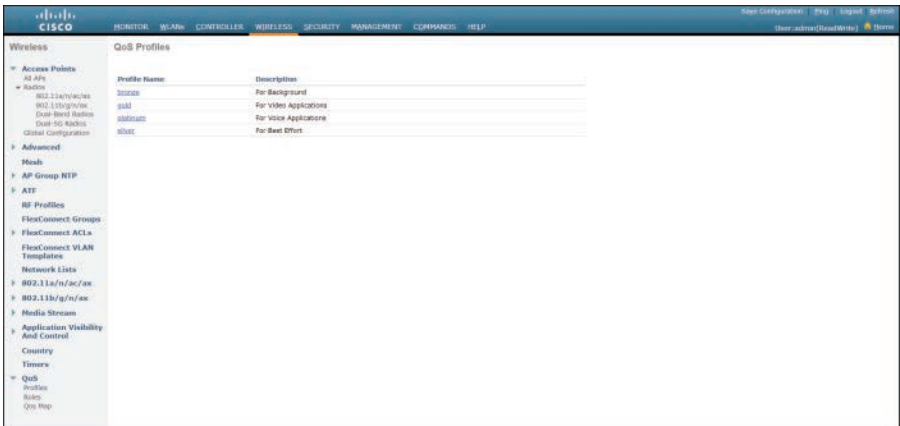 Save Configuration Ping Logout Refresh
CISCO
MONITOR WLANs CONTROLLER WIRELESS SECURITY MANAGEMENT COMMANDS HELP
User:admin(ReadWrite) Home
Wireless
Access Points
All APs
Radios
802.11a/n/ac/ax
802.11b/g/n/ax
Dual-Band Radios
Dual-5G Radios
Global Configuration
Advanced
Mesh
AP Group NTP
ATF
RF Profiles
FlexConnect Groups
FlexConnect ACLs
FlexConnect VLAN
Templates
Network Lists
802.11a/n/ac/ax
802.11b/g/n/ax
Media Stream
Application Visibility
And Control
Country
Timers
QoS
Profiles
Roles
Qos Map
QoS Profiles
Profile Name Description
bronze For Background
gold For Video Applications
platinum For Voice Applications
silver For Best Effort